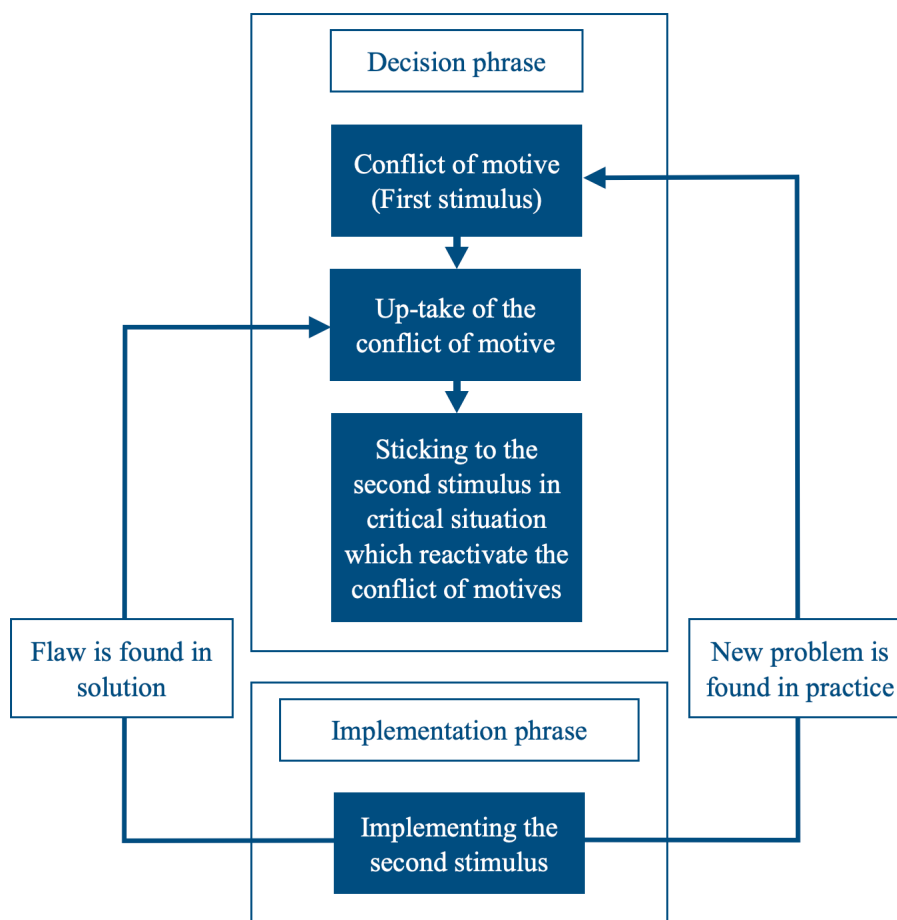 Decision phrase
Conflict of motive
(First stimulus)
Up-take of the
conflict of motive
Sticking to the
second stimulus in
critical situation
which reactivate the
conflict of motives
Flaw is found in
solution
New problem is
found in practice
Implementation phrase
Implementing the
second stimulus